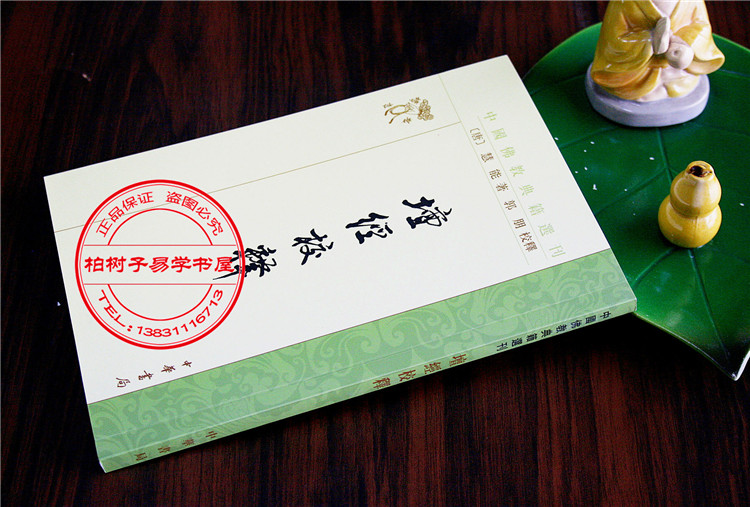 中國佛教典籍選刊
〔唐〕慧能著 郭朋校釋
壇經校釋
中華書局
中國佛教典籍選刊
壇經校釋
中華書局
正品保证 盗图必究
柏树子易学书屋
TEL:13831116713